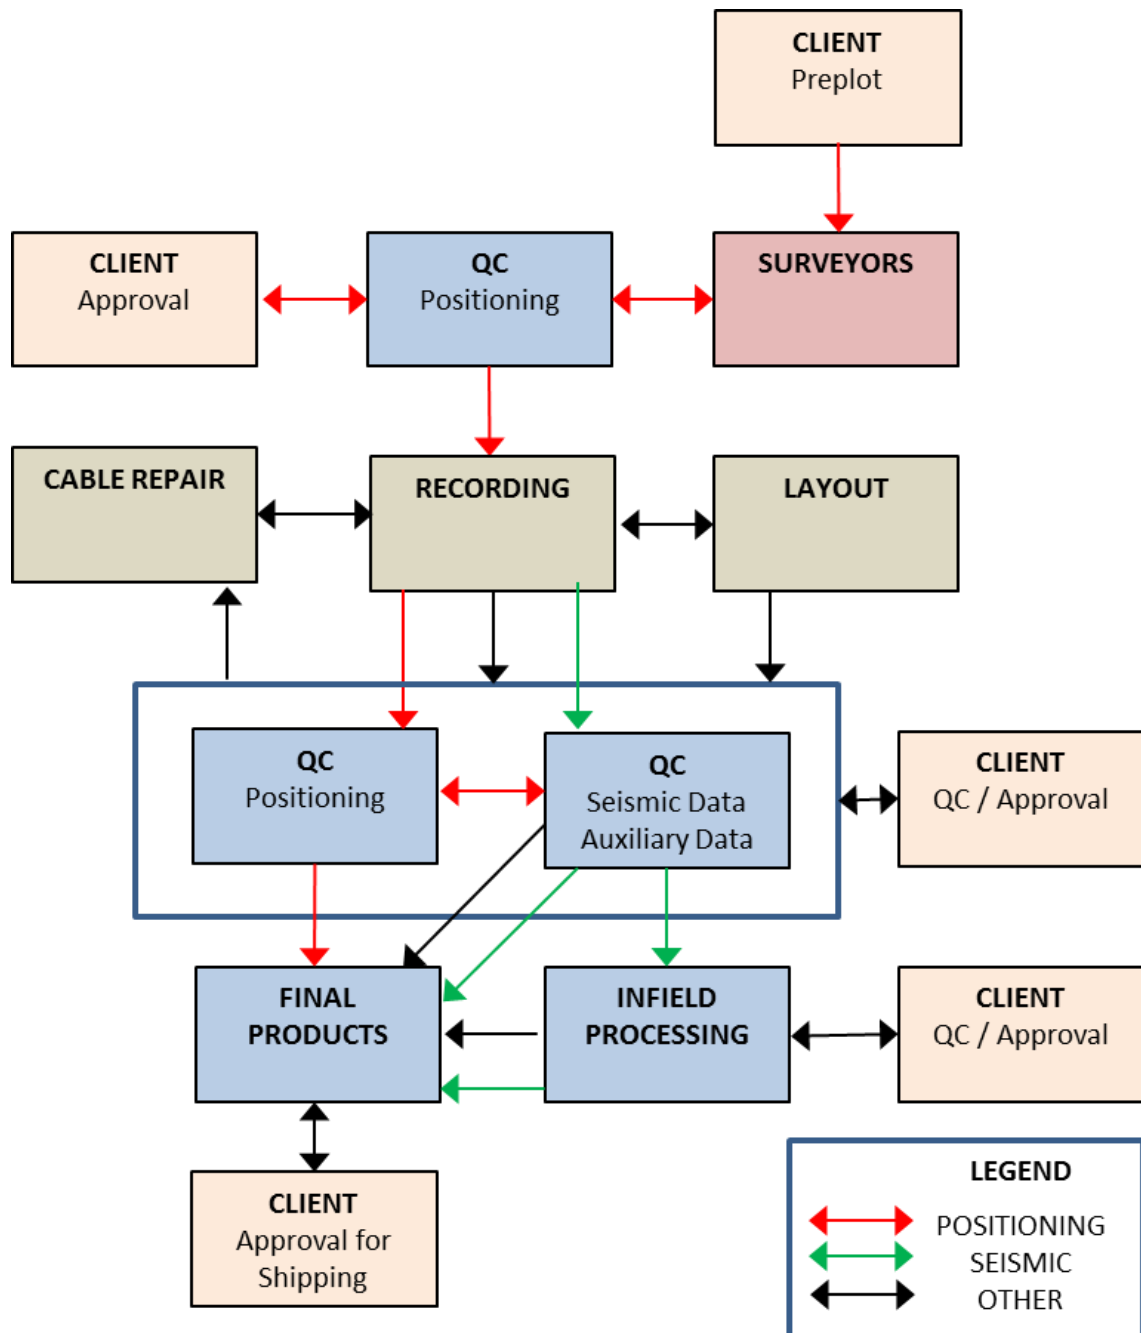 CLIENT
Preplot
CLIENT
Approval
QC
Positioning
SURVEYORS
CABLE REPAIR
RECORDING
LAYOUT
QC
Positioning
QC
Seismic Data
Auxiliary Data
CLIENT
QC / Approval
FINAL
PRODUCTS
INFIELD
PROCESSING
CLIENT
QC / Approval
CLIENT
Approval for
Shipping
LEGEND
POSITIONING
SEISMIC
OTHER